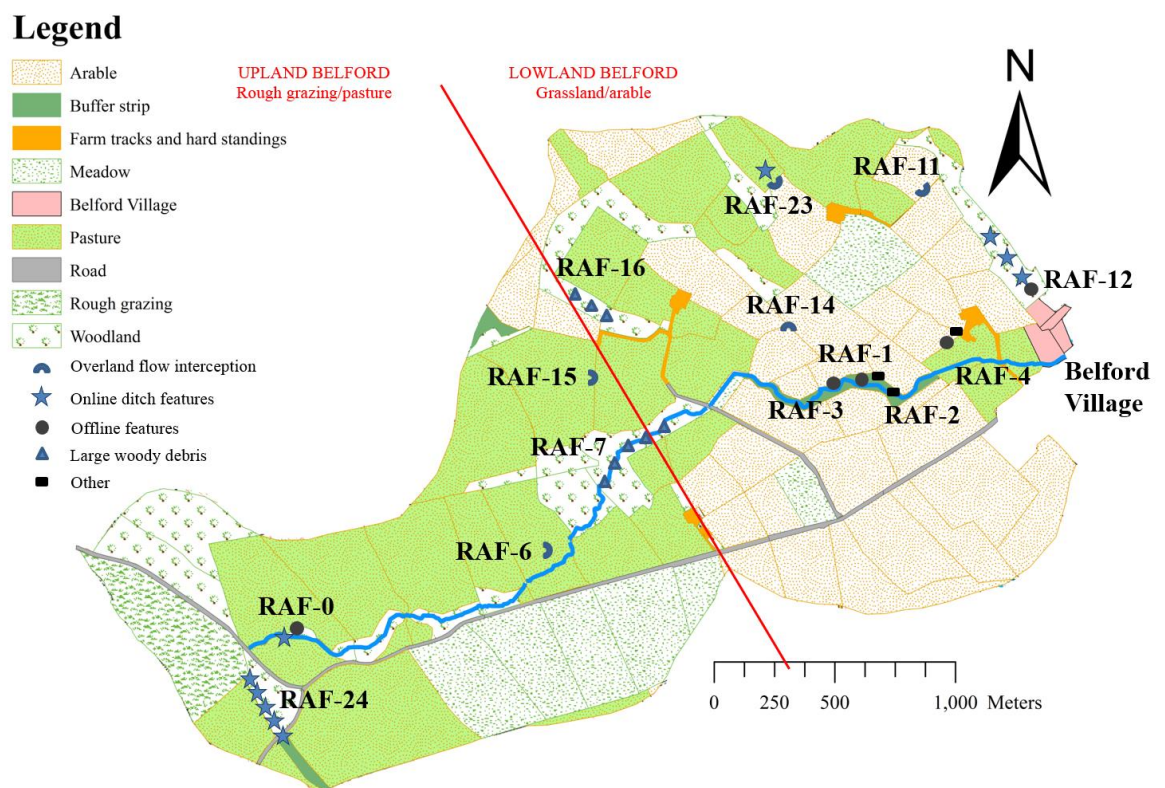 Legend
Arable
Buffer strip
Farm tracks and hard standings
Meadow
Belford Village
Pasture
Road
Rough grazing
Woodland
Overland flow interception
Online ditch features
Offline features
Large woody debris
Other
UPLAND BELFORD
Rough grazing/pasture
LOWLAND BELFORD
Grassland/arable
N
RAF-11
RAF-23
RAF-16
RAF-12
RAF-14
RAF-1
RAF-15
RAF-4
Belford
Village
RAF-3
RAF-2
RAF-7
RAF-6
RAF-0
RAF-24
0 250 500 1,000 Meters